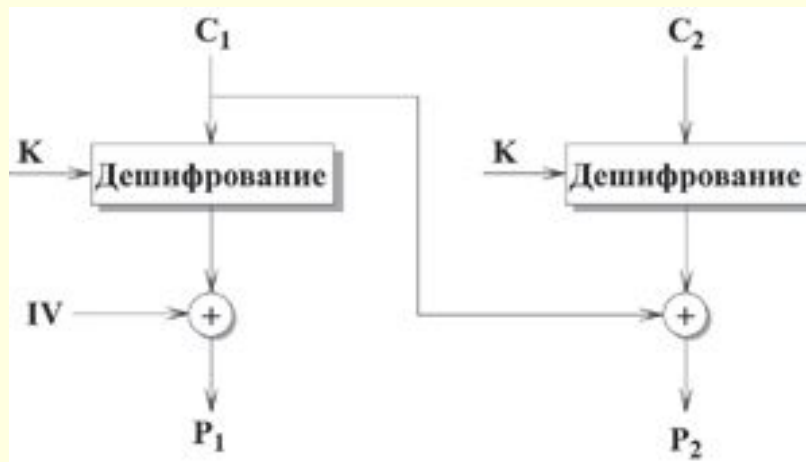 C₁ C₂
K Дешифрование K Дешифрование
IV + +
P₁ P₂